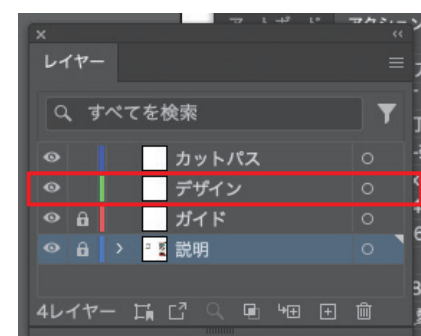 レイヤー
すべてを検索
カットパス
デザイン
ガイド
説明
4レイヤー